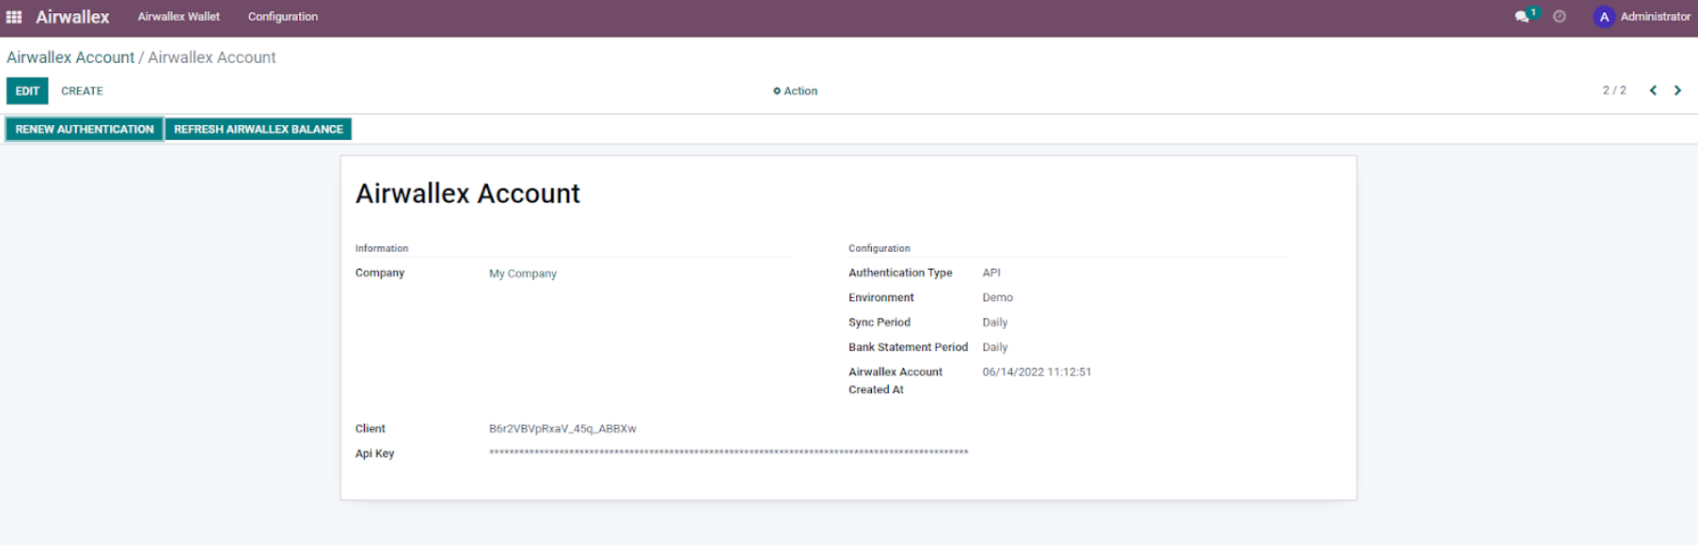 Airwallex Airwallex Wallet Configuration 1 A Administrator
Airwallex Account / Airwallex Account
EDIT CREATE Action 2 / 2
RENEW AUTHENTICATION REFRESH AIRWALLEX BALANCE
Airwallex Account
Information
Company My Company
Configuration
Authentication Type API
Environment Demo
Sync Period Daily
Bank Statement Period Daily
Airwallex Account 06/14/2022 11:12:51
Created At
Client B6r2VBVpRxaV_45q_ABBXw
Api Key ************************************************************************************************